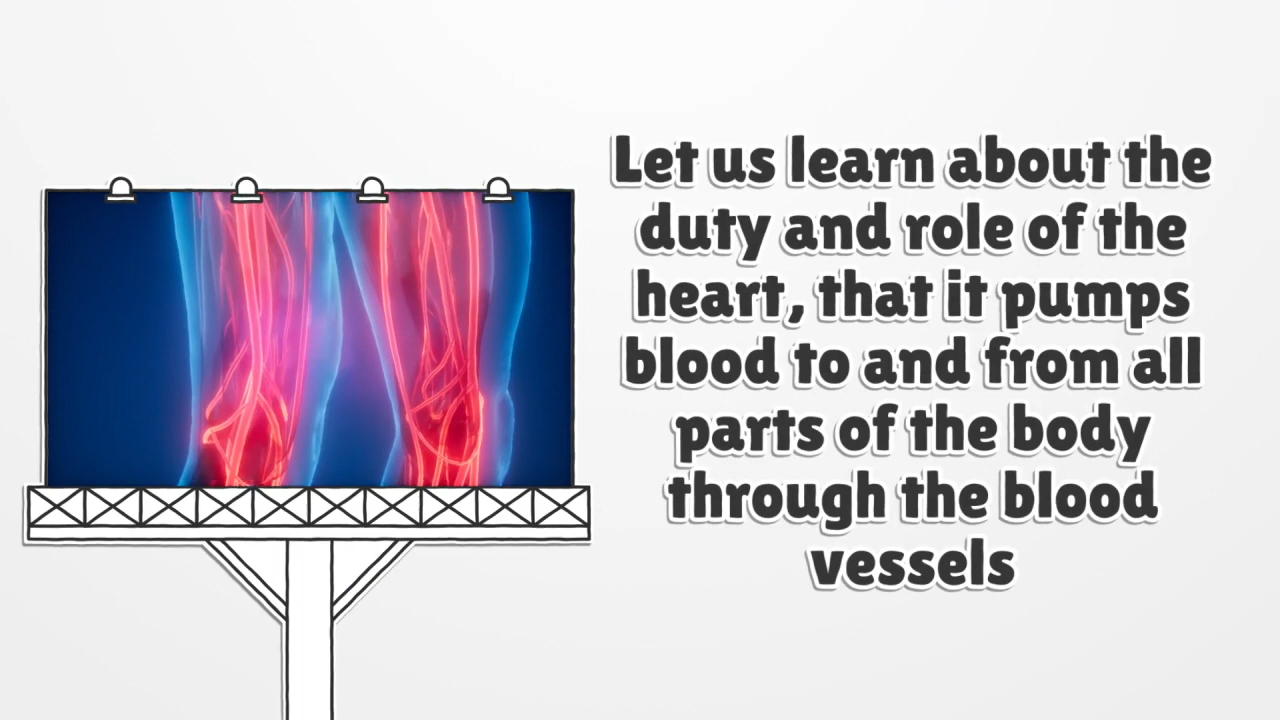 Let us learn about the
duty and role of the
heart, that it pumps
blood to and from all
parts of the body
through the blood
vessels